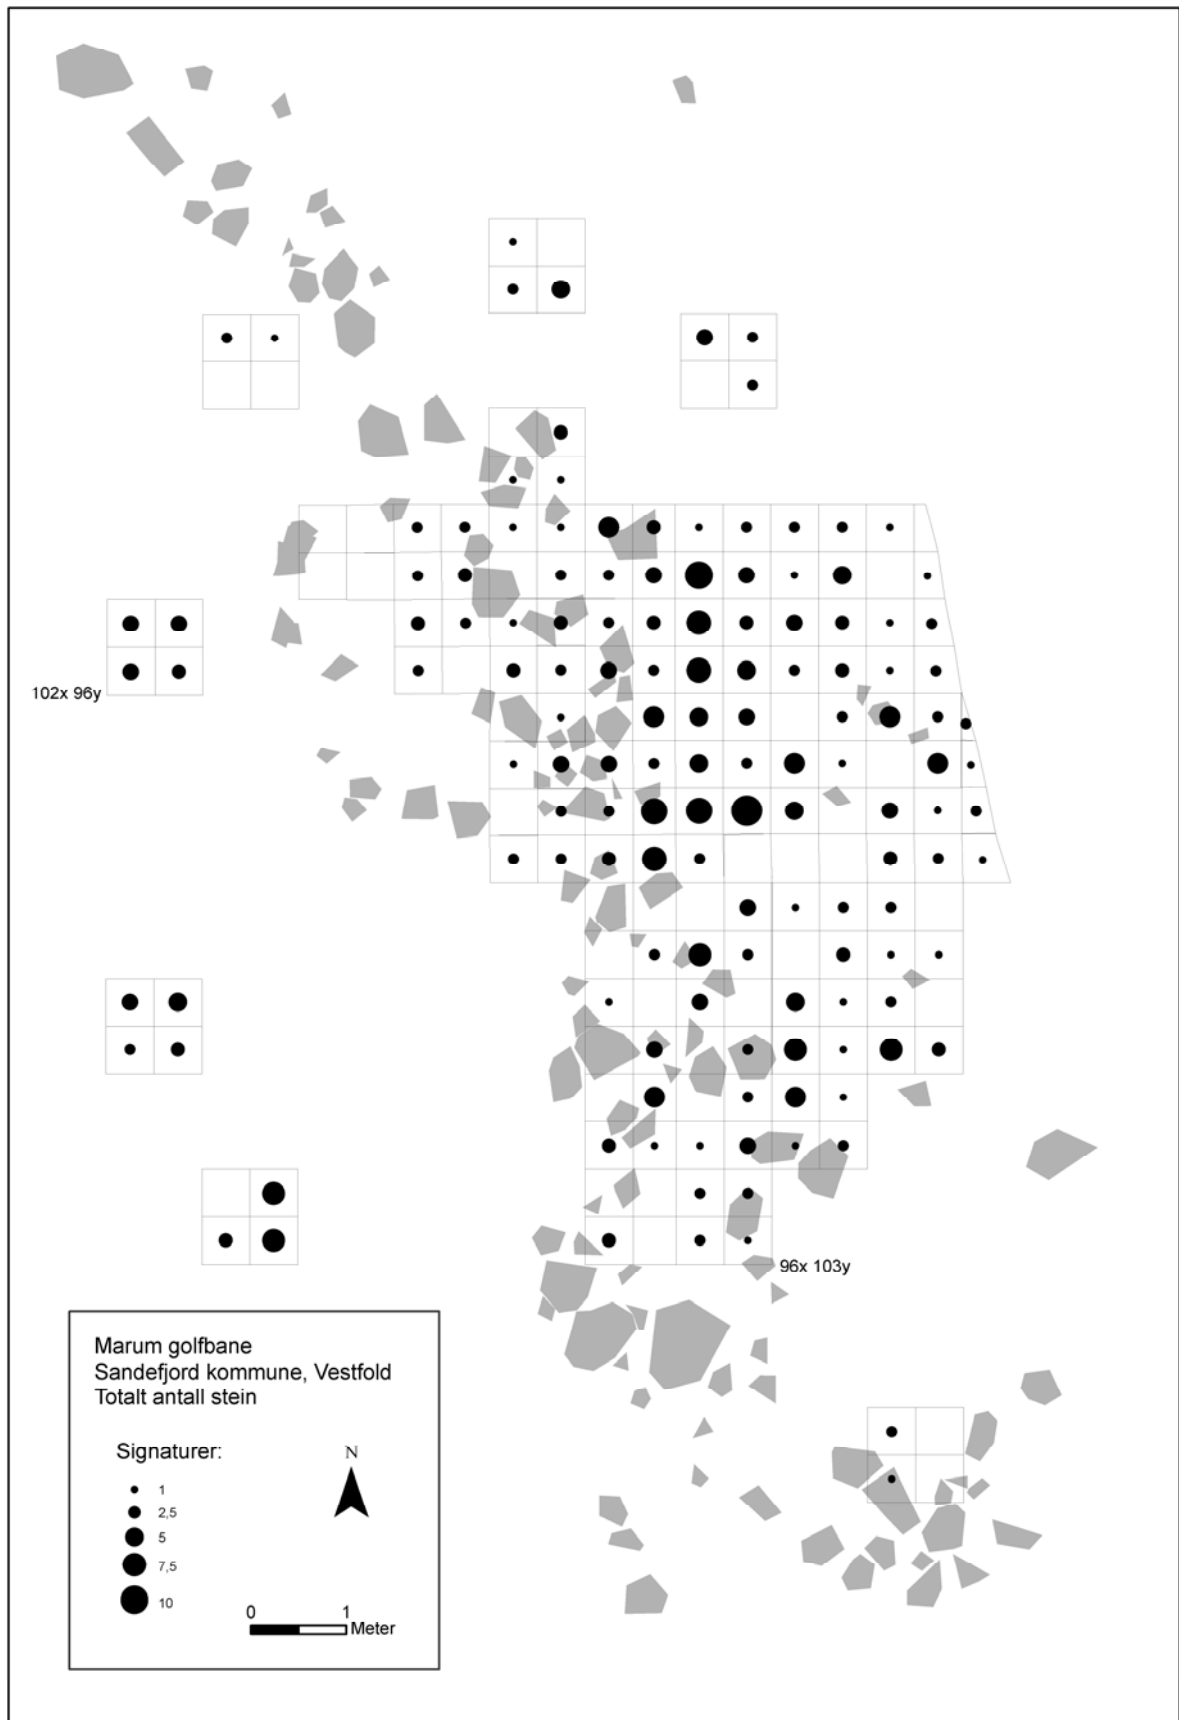 102x 96y
96x 103y
Marum golfbane
Sandefjord kommune, Vestfold
Totalt antall stein
Signaturer:
N
1
2,5
5
7,5
10
0 1
Meter